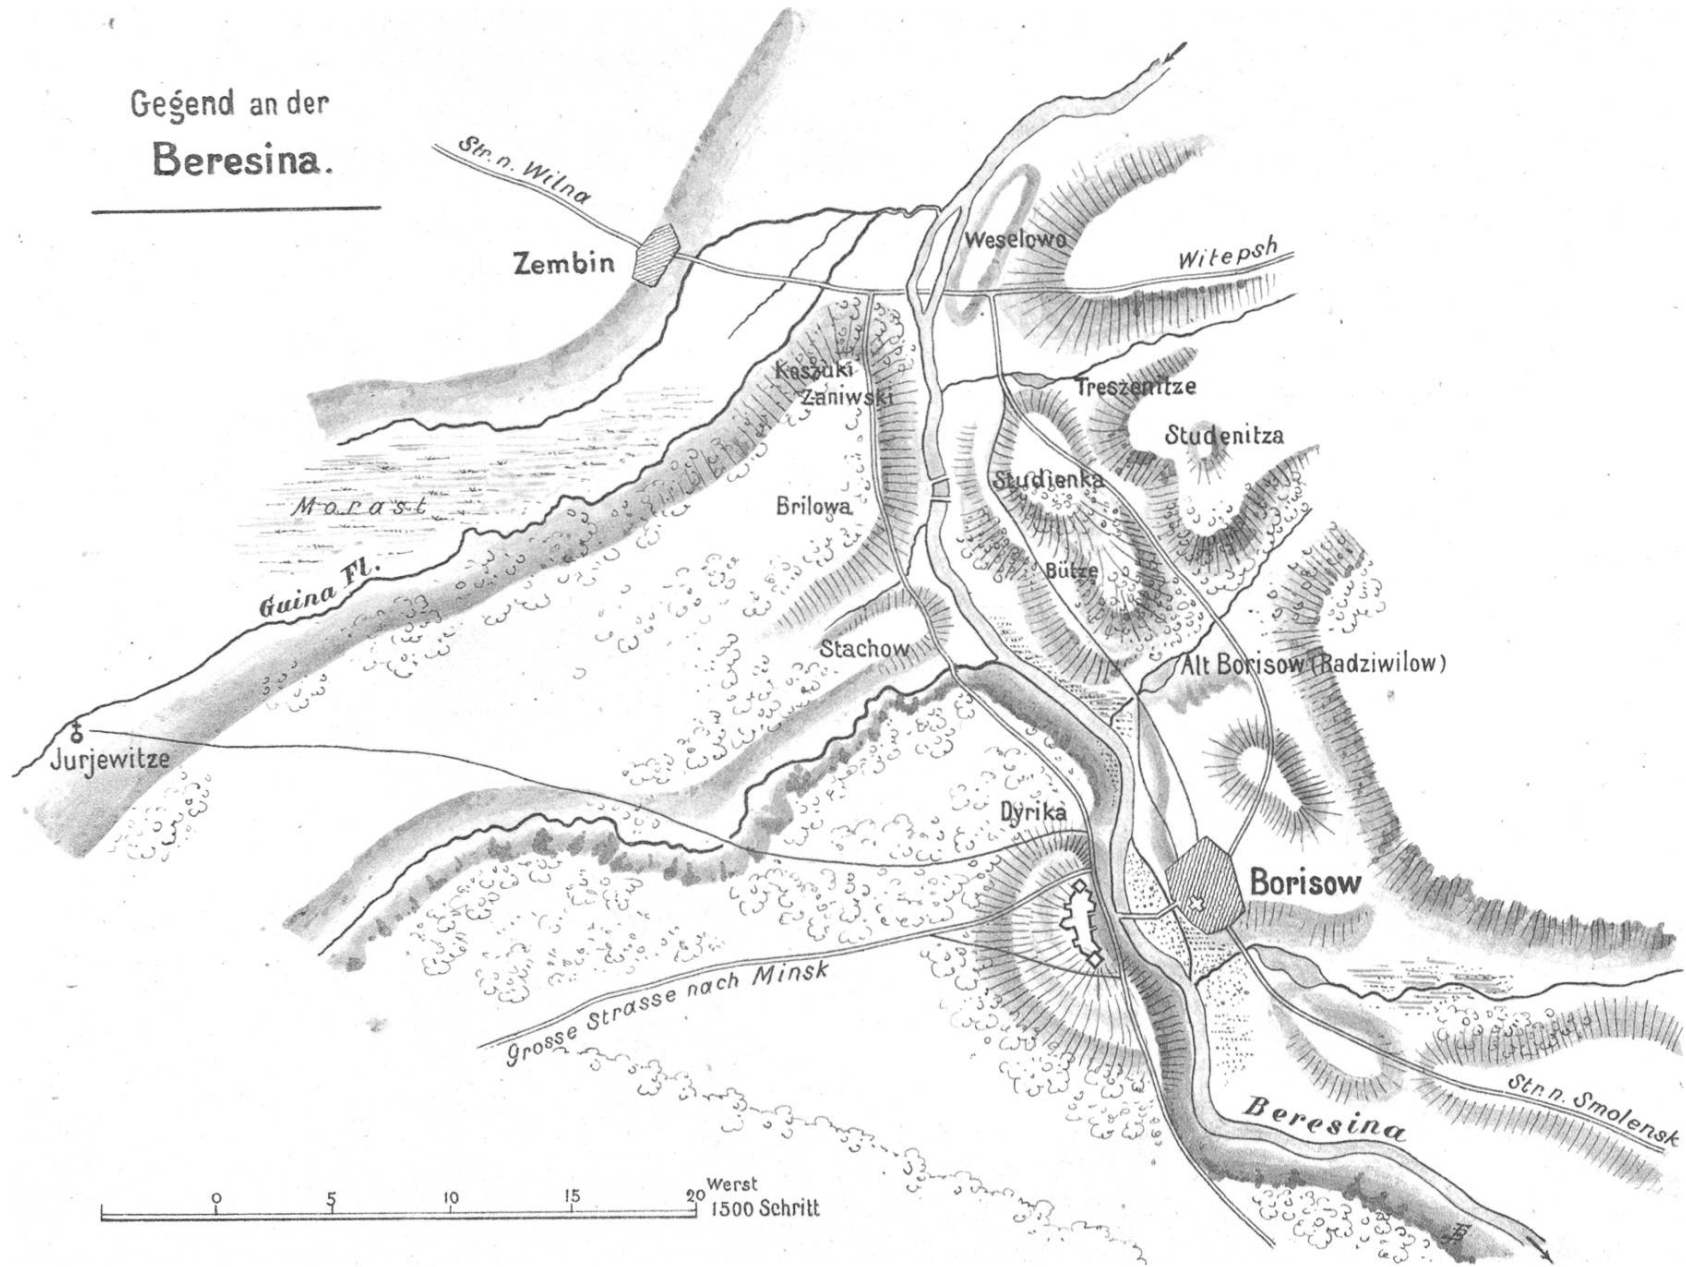 Gegend an der
Beresina.
Str. n. Wilna
Zembin
Weselowo
Witepsh
Kaszuki
Zaniwski
Treszenitze
Studenitza
Studienka
Morast
Brilowa
Bütze
Guina Fl.
Stachow
Alt Borisow (Radziwilow)
Jurjewitze
Dyrika
Borisow
Grosse Strasse nach Minsk
Beresina
Str. n. Smolensk
0 5 10 15 20 Werst
1500 Schritt